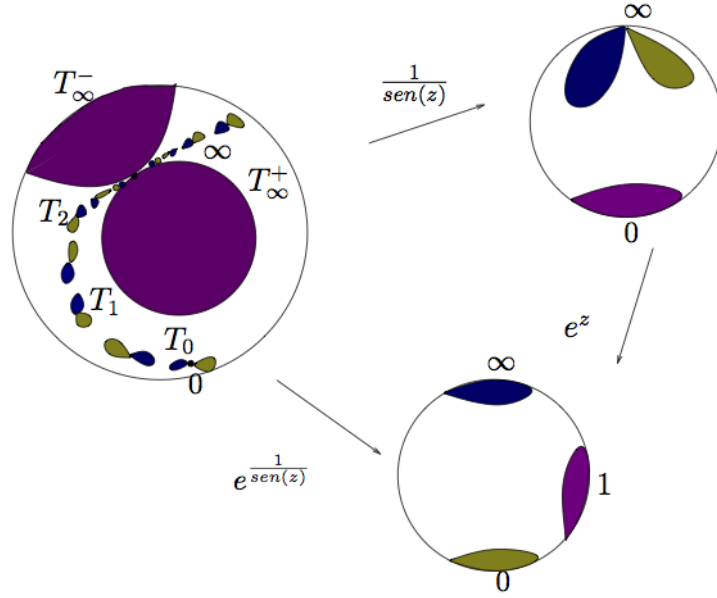 T_∞^-
∞
1/sen(z)
∞
T_∞^+
T_2
0
T_1
e^z
T_0
0
∞
e^{1/sen(z)}
1
0